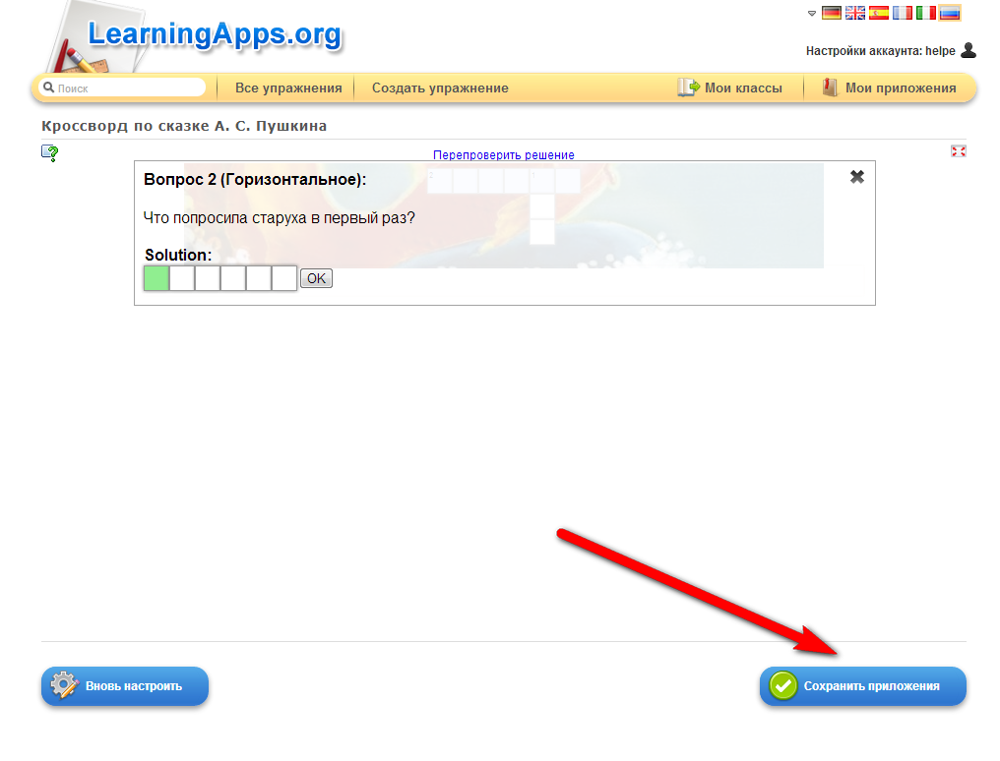 LearningApps.org
Настройки аккаунта: helpe
Поиск
Все упражнения
Создать упражнение
Мои классы
Мои приложения
Кроссворд по сказке А. С. Пушкина
Перепроверить решение
Вопрос 2 (Горизонтальное):
Что попросила старуха в первый раз?
Solution:
OK
Вновь настроить
Сохранить приложения